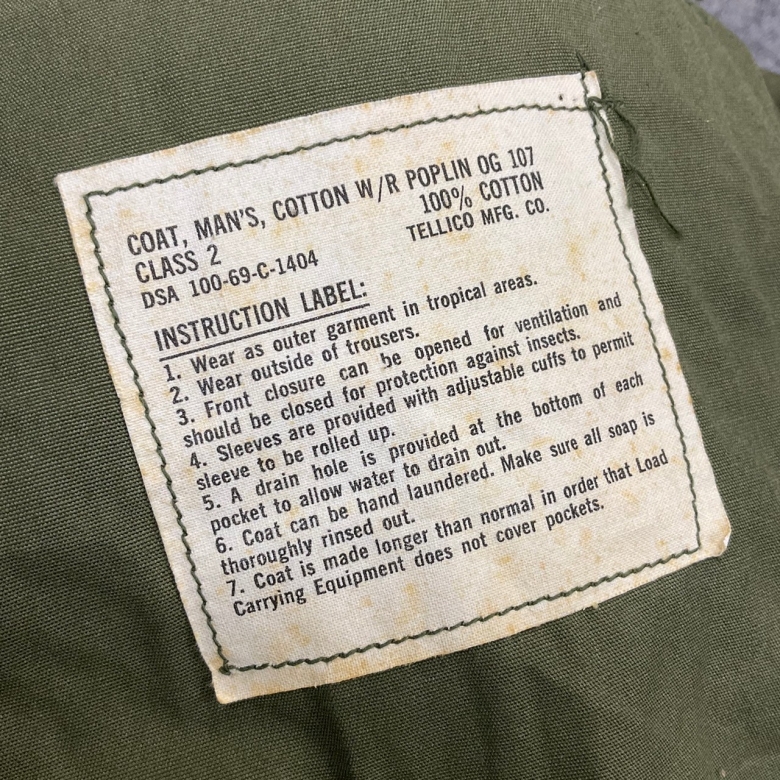 COAT, MAN'S, COTTON W/R POPLIN OG 107
CLASS 2
100% COTTON
DSA 100-69-C-1404
TELLICO MFG. CO.
INSTRUCTION LABEL:
1. Wear as outer garment in tropical areas.
2. Wear outside of trousers.
3. Front closure can be opened for ventilation and
should be closed for protection against insects.
4. Sleeves are provided with adjustable cuffs to permit
sleeve to be rolled up.
5. A drain hole is provided at the bottom of each
pocket to allow water to drain out.
6. Coat can be hand laundered. Make sure all soap is
thoroughly rinsed out.
7. Coat is made longer than normal in order that Load
Carrying Equipment does not cover pockets.